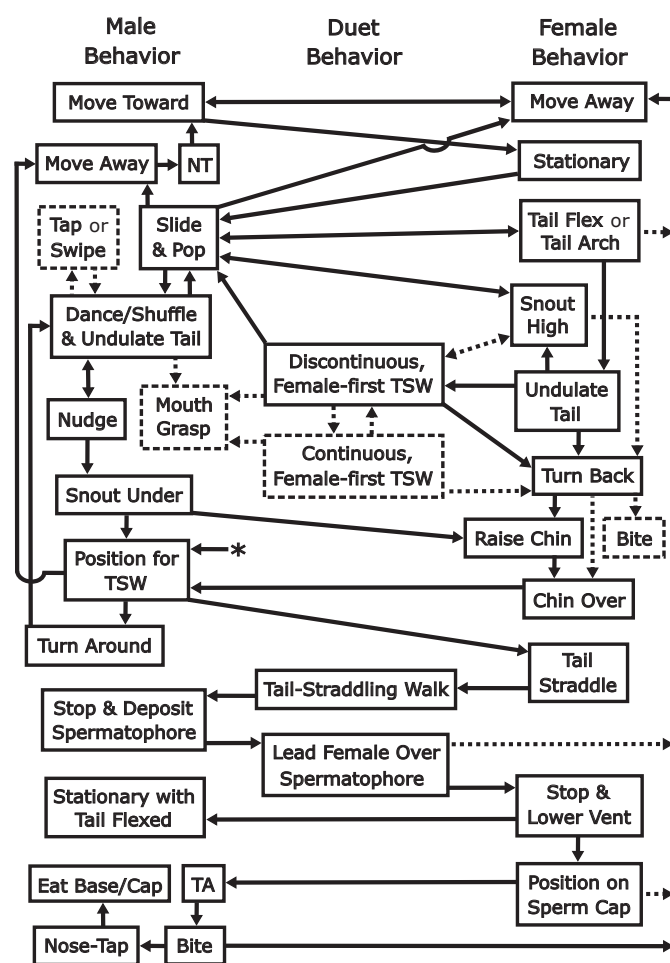 Male
Behavior
Duet
Behavior
Female
Behavior
Move Toward
Move Away
Move Away
NT
Stationary
Tap or
Swipe
Slide
& Pop
Tail Flex or
Tail Arch
Dance/Shuffle
& Undulate Tail
Snout
High
Discontinuous,
Female-first TSW
Nudge
Mouth
Grasp
Undulate
Tail
Continuous,
Female-first TSW
Turn Back
Snout Under
Raise Chin
Bite
Position for
TSW
*
Chin Over
Turn Around
Tail
Straddle
Tail-Straddling Walk
Stop & Deposit
Spermatophore
Lead Female Over
Spermatophore
Stationary with
Tail Flexed
Stop &
Lower Vent
Eat Base/Cap
TA
Position on
Sperm Cap
Nose-Tap
Bite